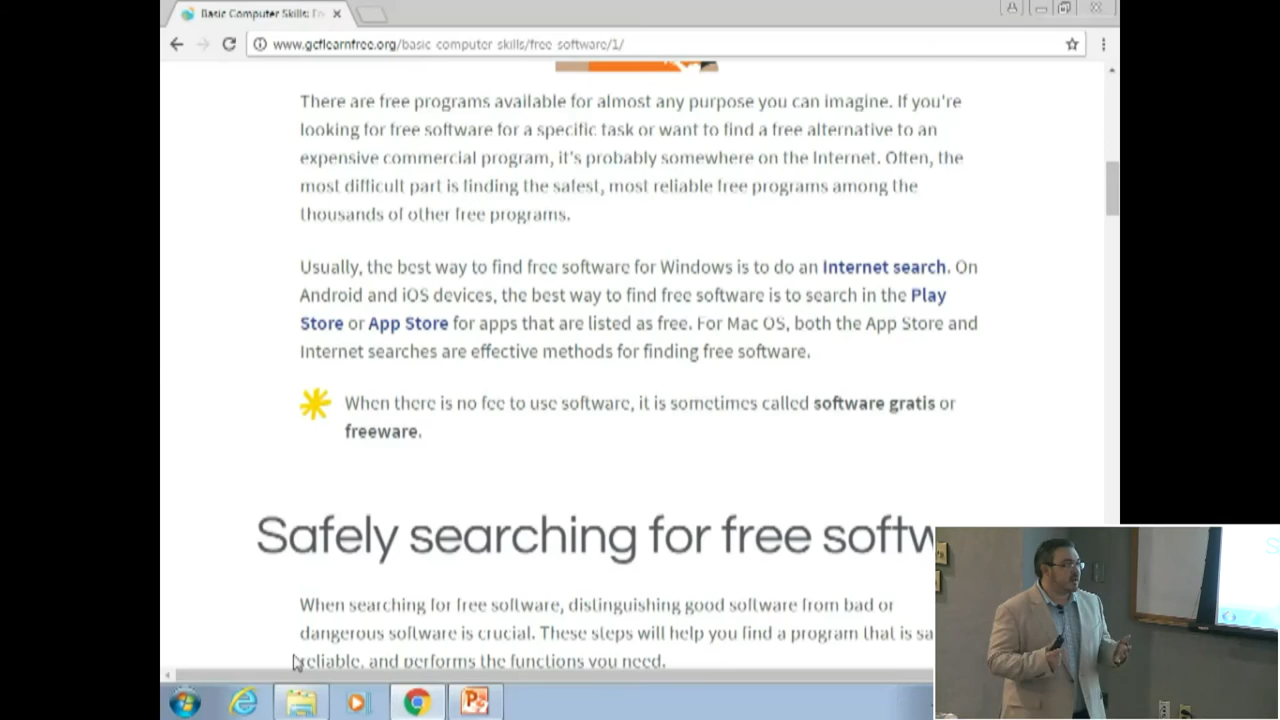 Basic Computer Skills:
www.gcflearnfree.org/basic computer skills/free software/1/
There are free programs available for almost any purpose you can imagine. If you're
looking for free software for a specific task or want to find a free alternative to an
expensive commercial program, it's probably somewhere on the Internet. Often, the
most difficult part is finding the safest, most reliable free programs among the
thousands of other free programs.
Usually, the best way to find free software for Windows is to do an Internet search. On
Android and iOS devices, the best way to find free software is to search in the Play
Store or App Store for apps that are listed as free. For Mac OS, both the App Store and
Internet searches are effective methods for finding free software.
When there is no fee to use software, it is sometimes called software gratis or
freeware.
Safely searching for free softw
When searching for free software, distinguishing good software from bad or
dangerous software is crucial. These steps will help you find a program that is sa
reliable, and performs the functions you need.